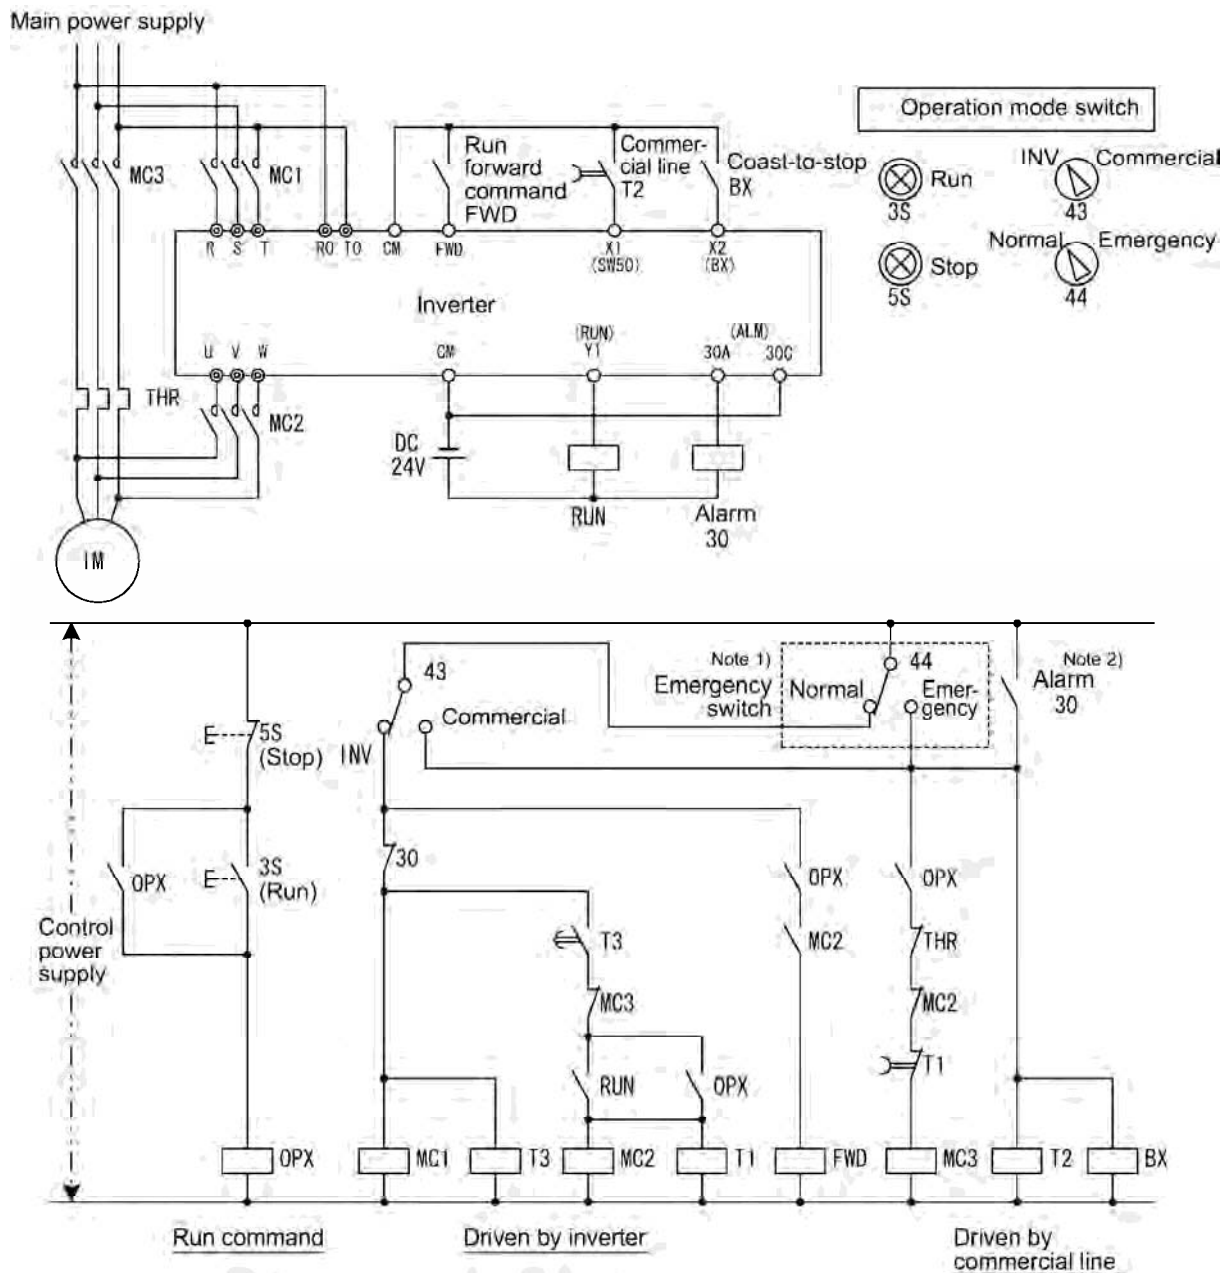 Main power supply
MC3
MC1
Run
forward
command
FWD
Commer-
cial line
T2
Coast-to-stop
BX
Operation mode switch
Run
3S
INV
Commercial
43
Stop
5S
Normal
Emergency
44
R S T R0 T0 CM FWD X1 X2
(SW50) (BX)
Inverter
(RUN) (ALM)
U V W CM Y1 30A 30C
THR
MC2
DC
24V
RUN
Alarm
30
IM
43
Note 1)
Emergency
switch
Normal
44
Emer-
gency
Note 2)
Alarm
30
5S
(Stop)
INV
Commercial
E
OPX
E
3S
(Run)
30
OPX
OPX
Control
power
supply
T3
MC2
THR
MC3
MC2
RUN
OPX
T1
OPX
MC1
T3
MC2
T1
FWD
MC3
T2
BX
Run command
Driven by inverter
Driven by
commercial line